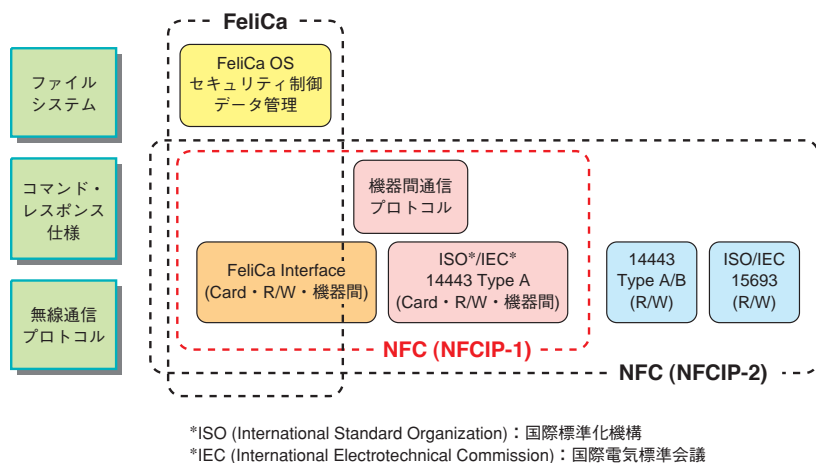 FeliCa
ファイル
システム
FeliCa OS
セキュリティ制御
データ管理
コマンド・
レスポンス
仕様
機器間通信
プロトコル
FeliCa Interface
(Card・R/W・機器間)
ISO*/IEC*
14443 Type A
(Card・R/W・機器間)
14443
Type A/B
(R/W)
ISO/IEC
15693
(R/W)
無線通信
プロトコル
NFC (NFCIP-1)
NFC (NFCIP-2)
*ISO (International Standard Organization)：国際標準化機構
*IEC (International Electrotechnical Commission)：国際電気標準会議